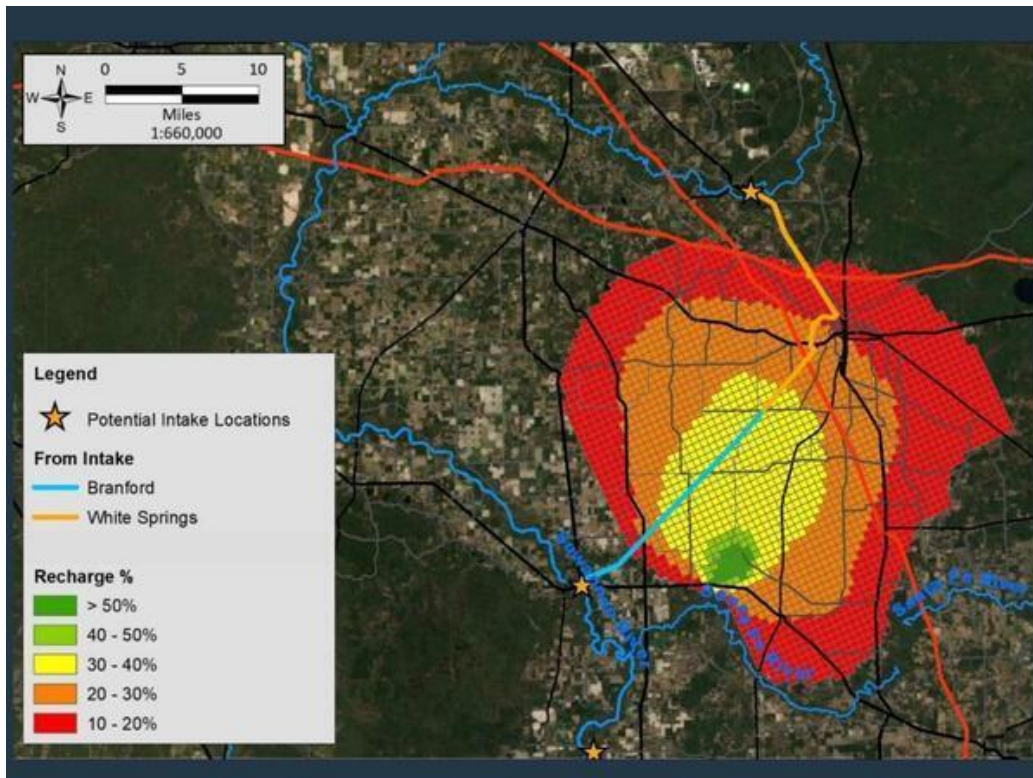 N
W E
S
0 5 10
Miles
1:660,000
Legend
Potential Intake Locations
From Intake
Branford
White Springs
Recharge %
> 50%
40 - 50%
30 - 40%
20 - 30%
10 - 20%
Santa Fe River
River